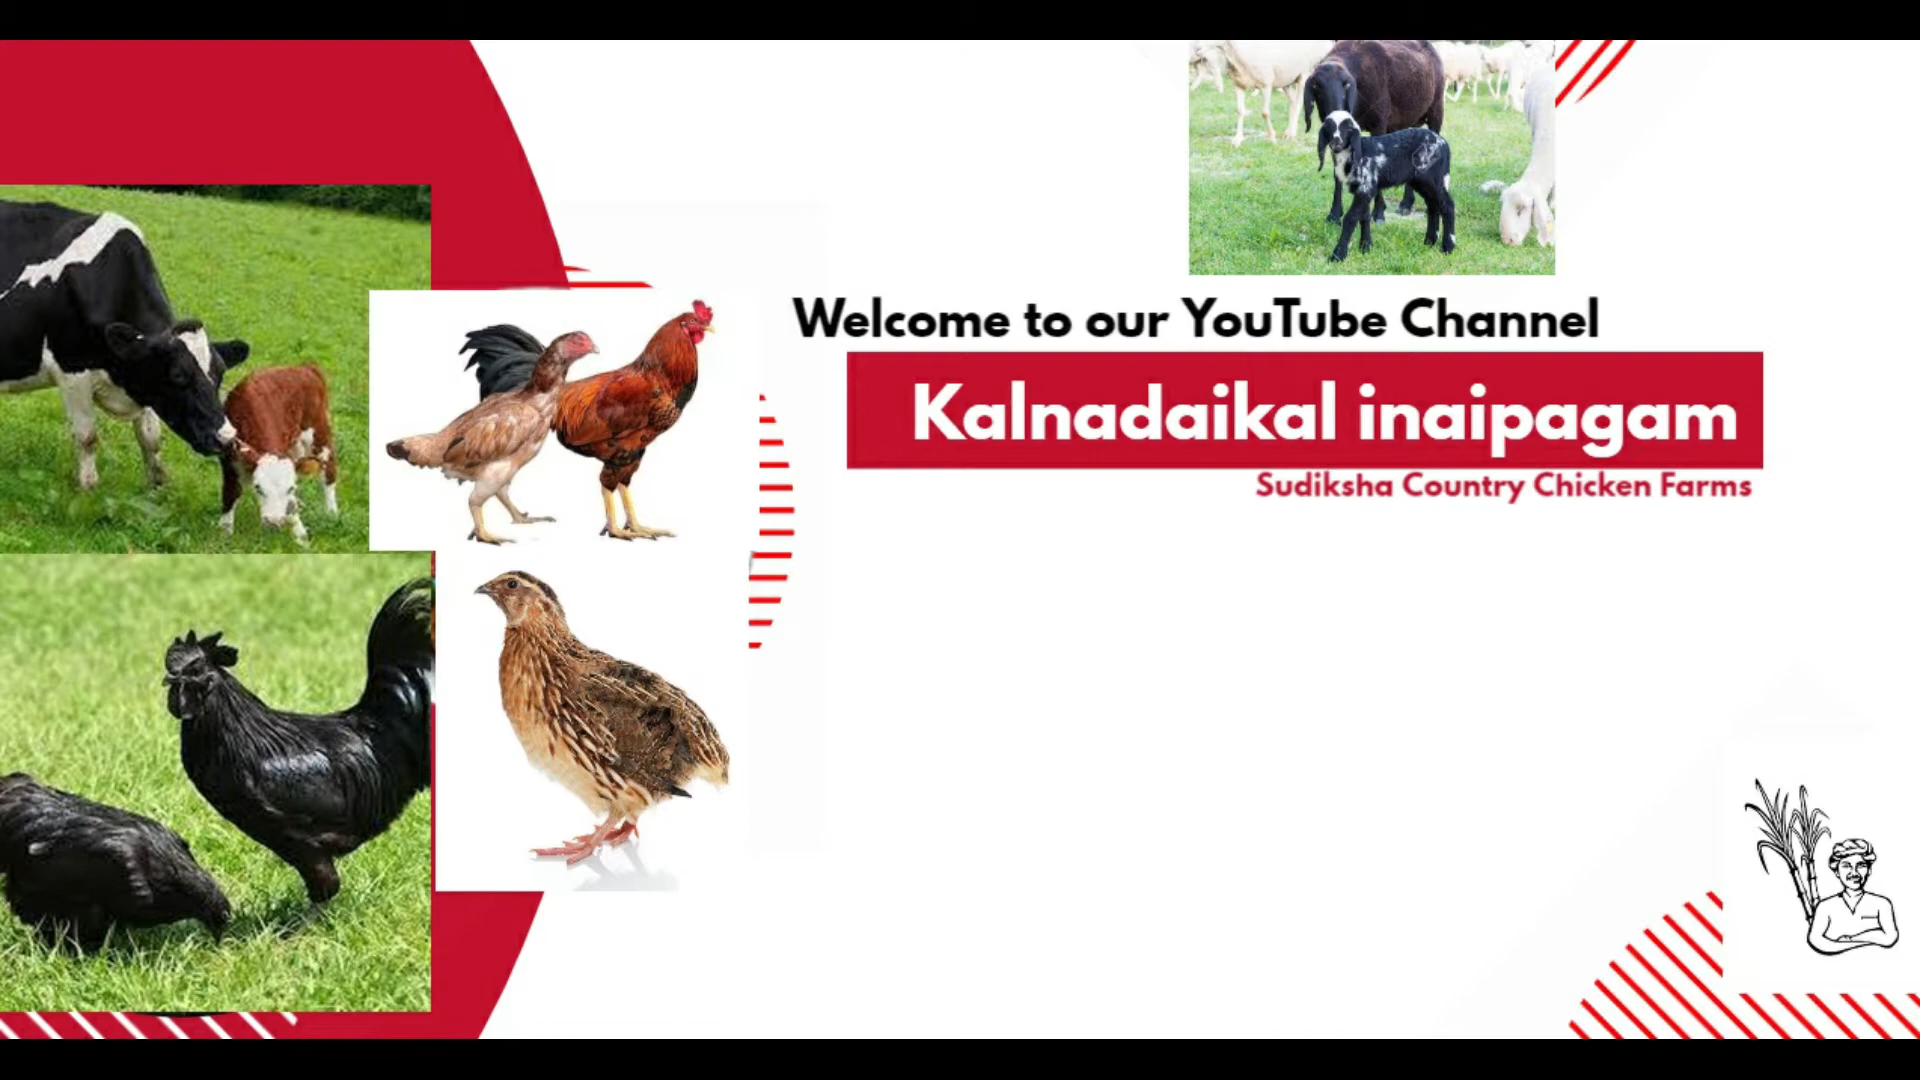 Welcome to our YouTube Channel
Kalnadaikal inaipagam
Sudiksha Country Chicken Farms